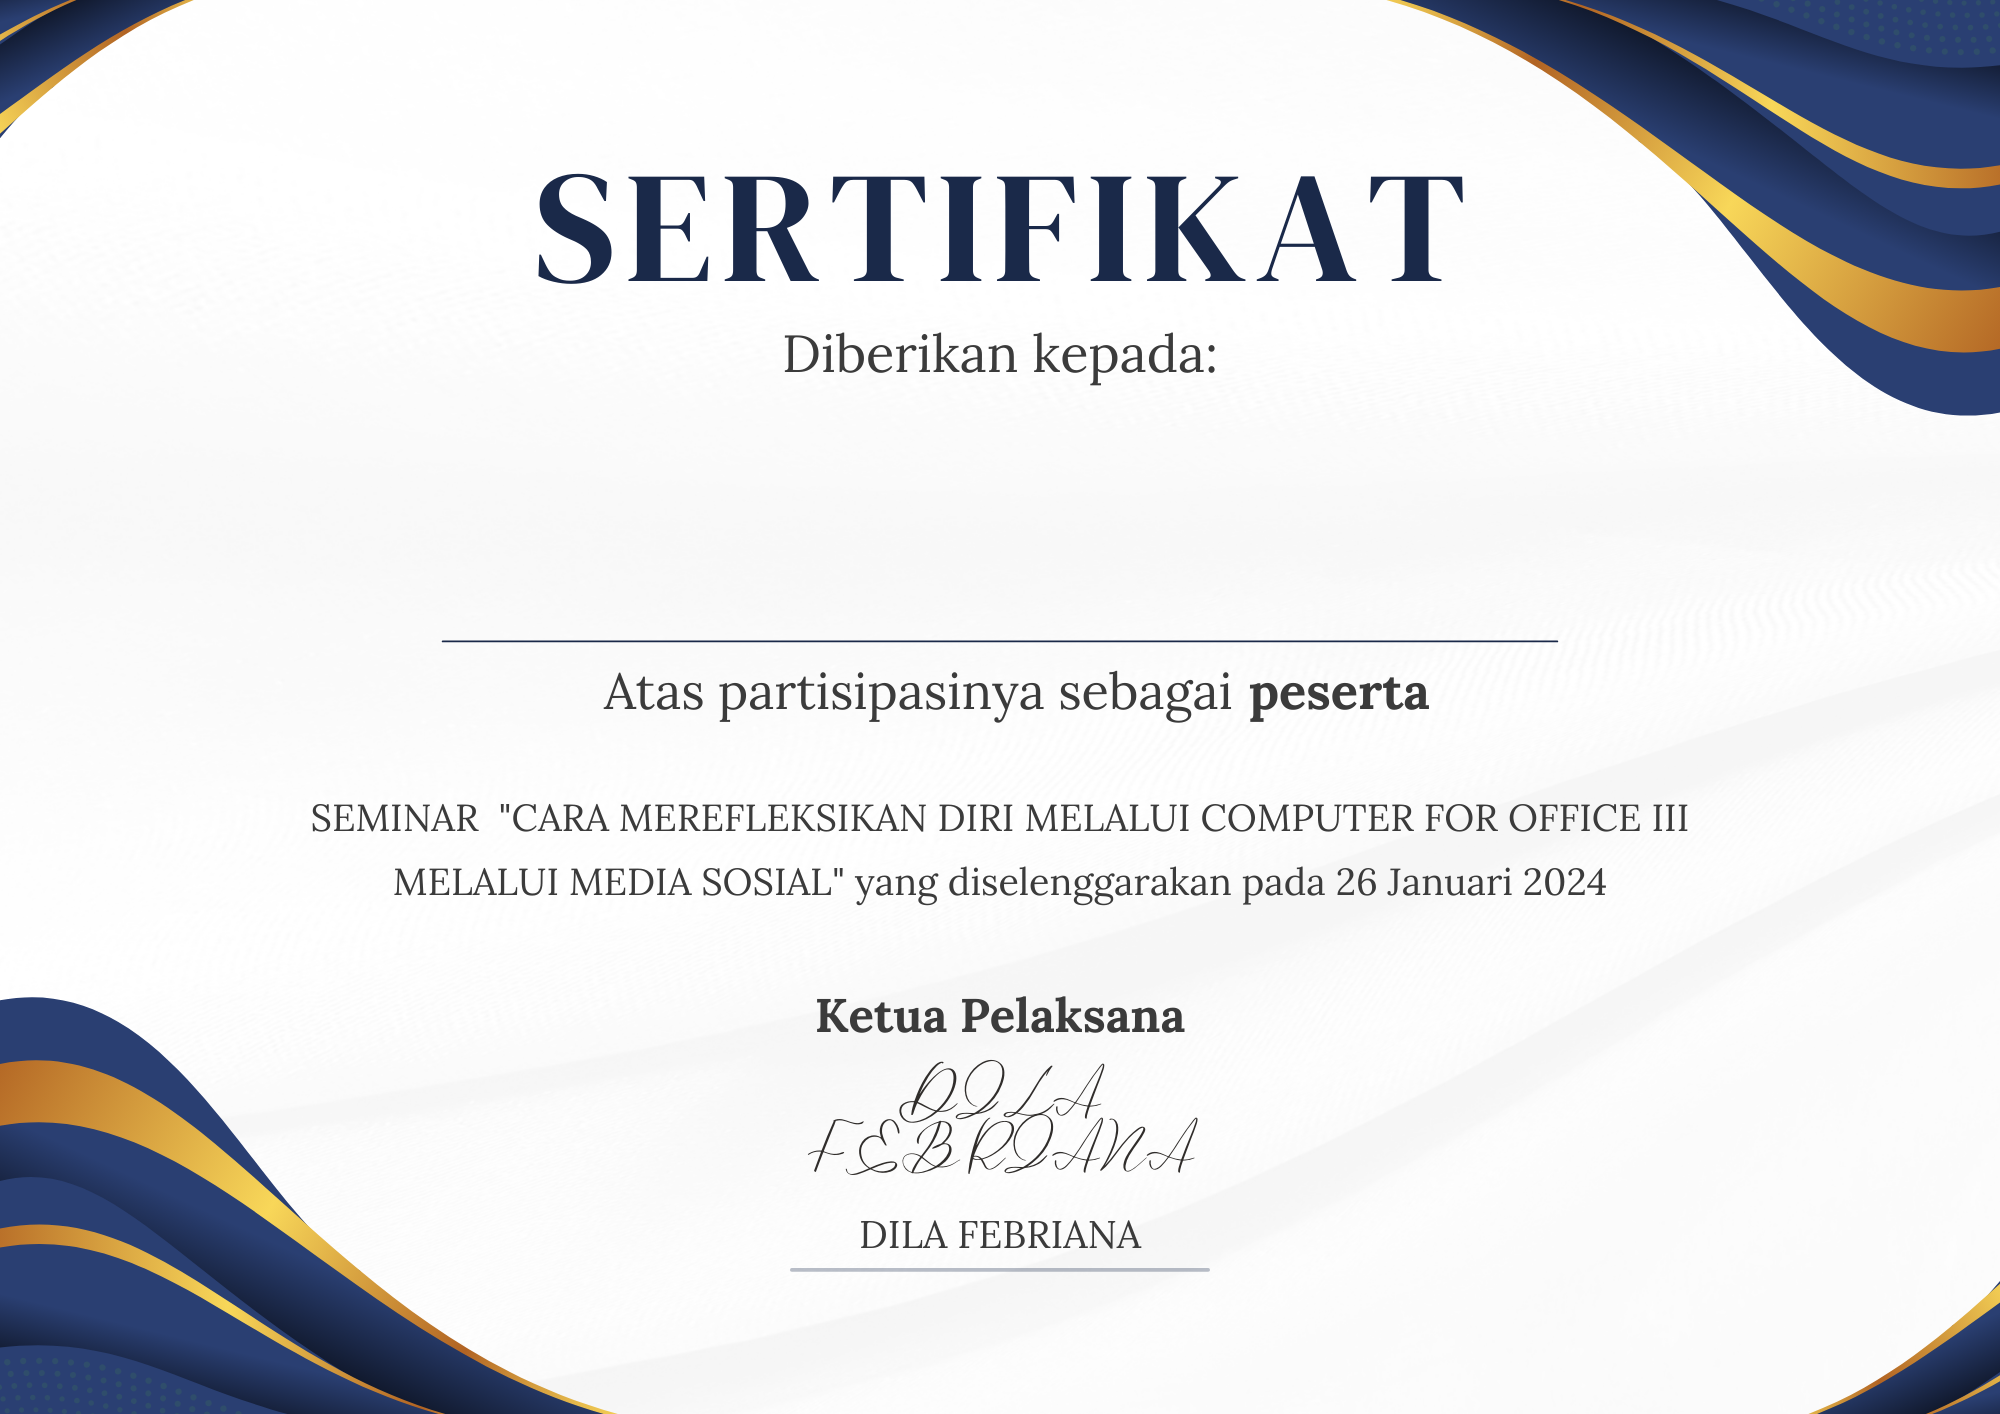 SERTIFIKAT
Diberikan kepada:
Atas partisipasinya sebagai peserta
SEMINAR "CARA MEREFLEKSIKAN DIRI MELALUI COMPUTER FOR OFFICE III
MELALUI MEDIA SOSIAL" yang diselenggarakan pada 26 Januari 2024
Ketua Pelaksana
DILA
FEBRIANA
DILA FEBRIANA